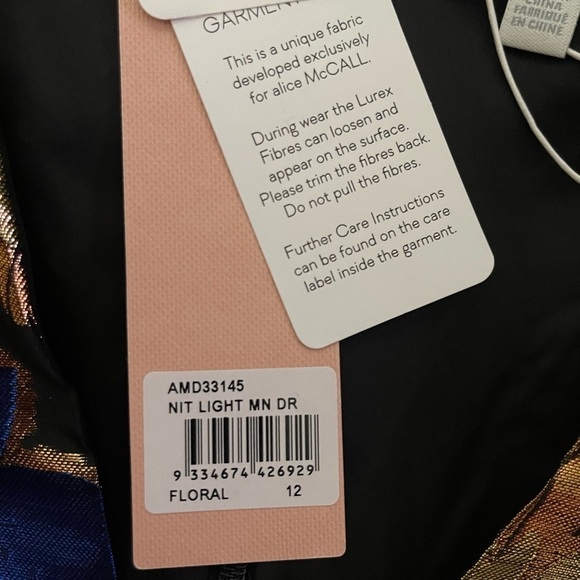 GARMENT
This is a unique fabric
developed exclusively
for alice McCALL.
During wear the Lurex
Fibres can loosen and
appear on the surface.
Please trim the fibres back.
Do not pull the fibres.
Further Care Instructions
can be found on the care
label inside the garment.
CHINA
FABRIQUÉ
EN CHINE
AMD33145
NIT LIGHT MN DR
9 334674 426929
FLORAL 12